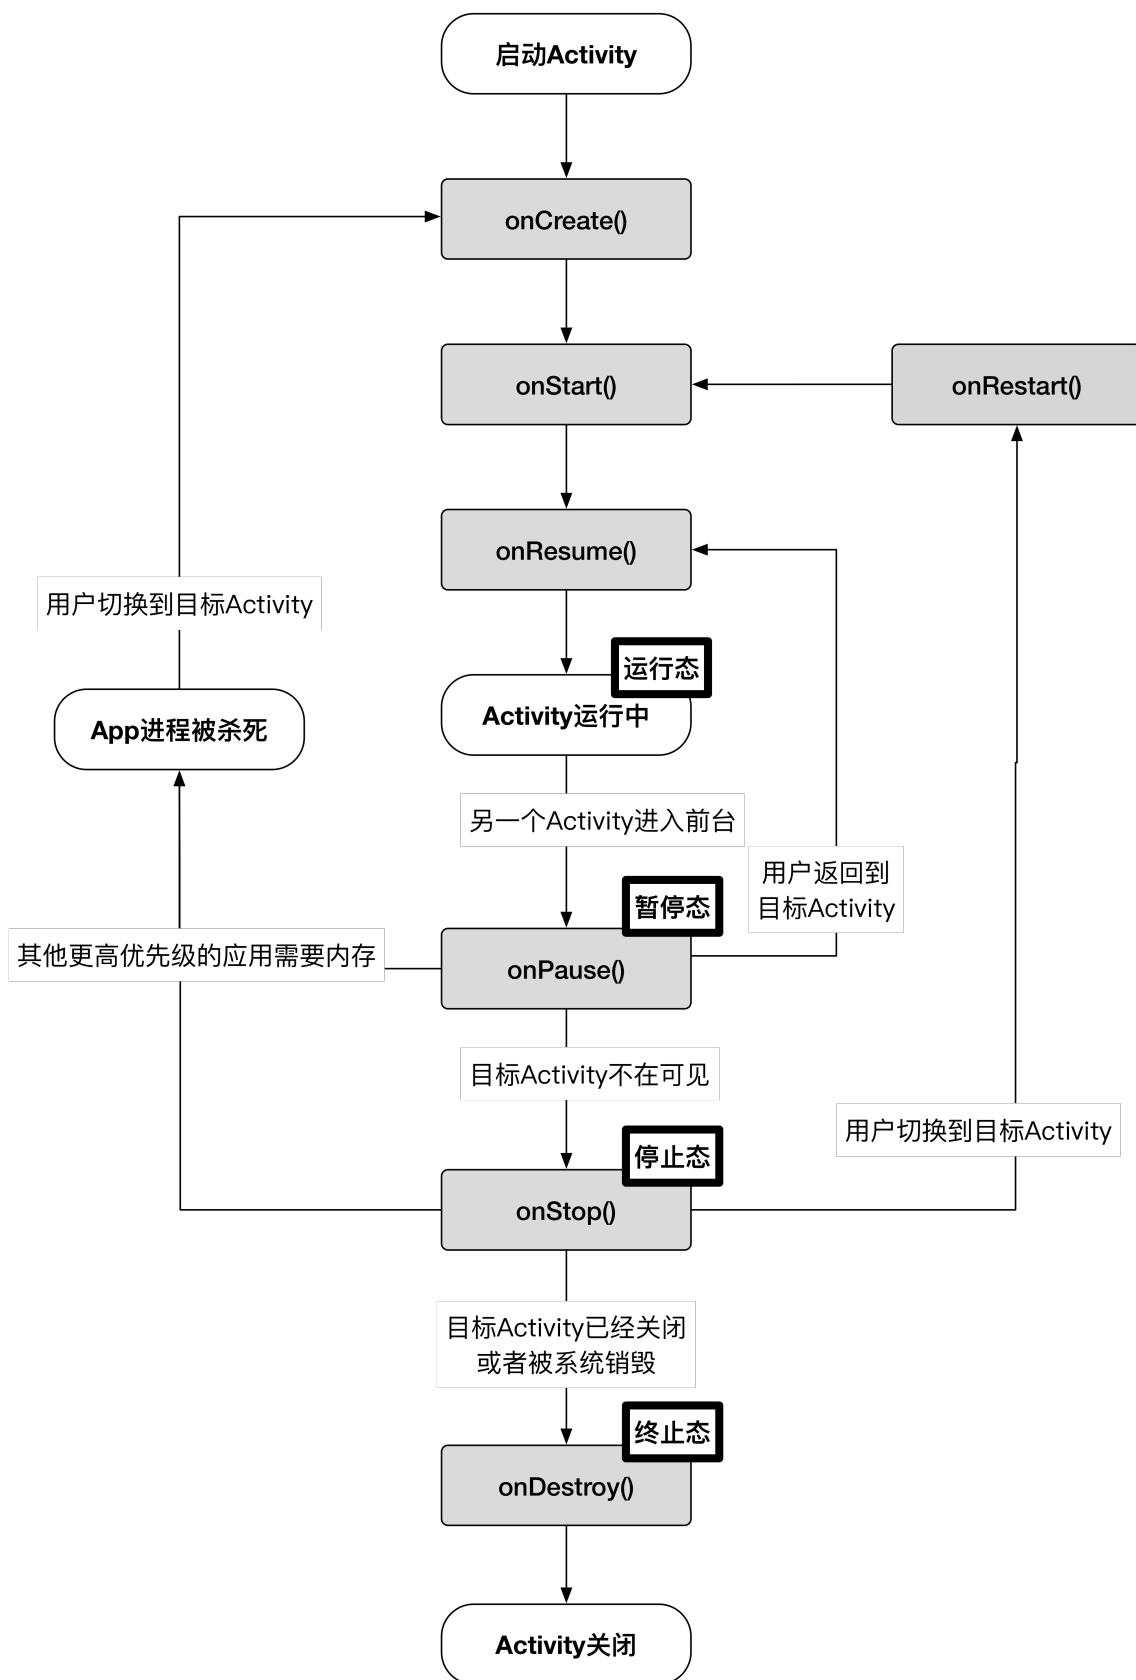 启动Activity
onCreate()
onStart()
onRestart()
onResume()
用户切换到目标Activity
运行态
Activity运行中
App进程被杀死
另一个Activity进入前台
用户返回到
目标Activity
暂停态
其他更高优先级的应用需要内存
onPause()
目标Activity不在可见
用户切换到目标Activity
停止态
onStop()
目标Activity已经关闭
或者被系统销毁
终止态
onDestroy()
Activity关闭